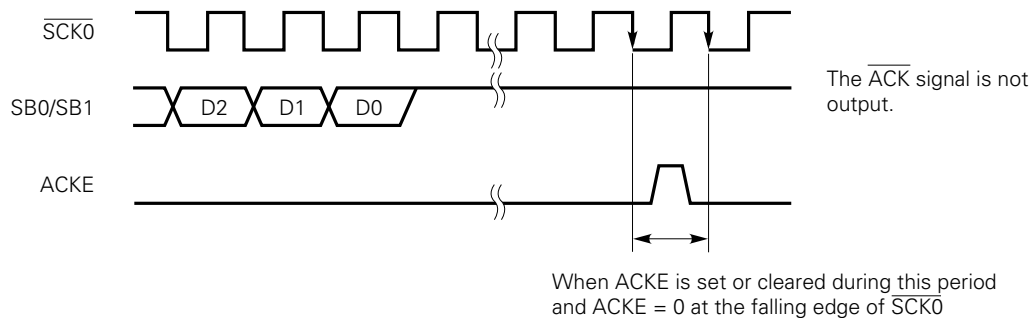 SCK0
SB0/SB1
D2 D1 D0
The ACK signal is not
output.
ACKE
When ACKE is set or cleared during this period
and ACKE = 0 at the falling edge of SCK0